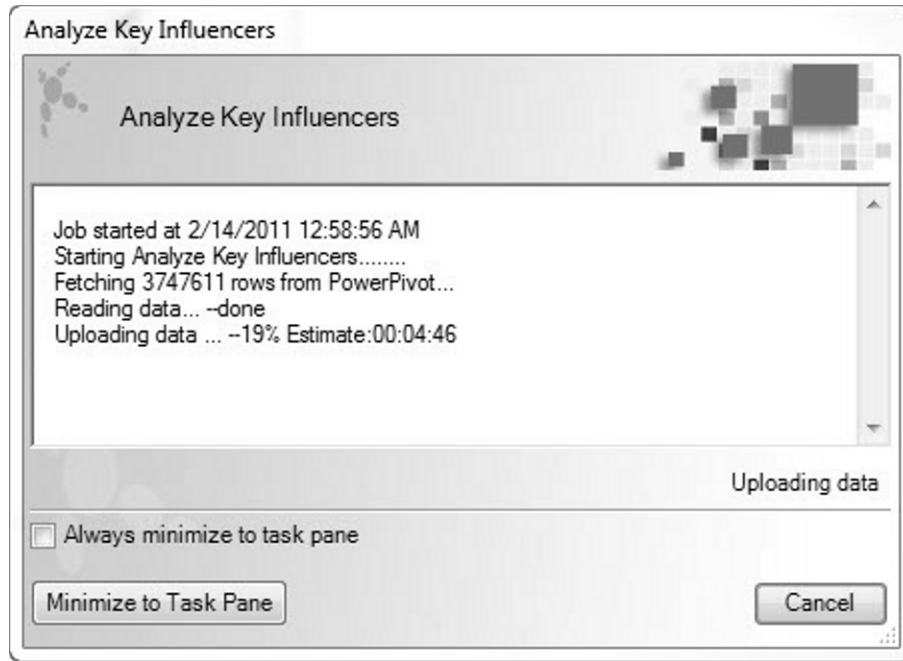 Analyze Key Influencers
Analyze Key Influencers
Job started at 2/14/2011 12:58:56 AM
Starting Analyze Key Influencers........
Fetching 3747611 rows from PowerPivot...
Reading data... --done
Uploading data ... --19% Estimate:00:04:46
Uploading data
Always minimize to task pane
Minimize to Task Pane
Cancel